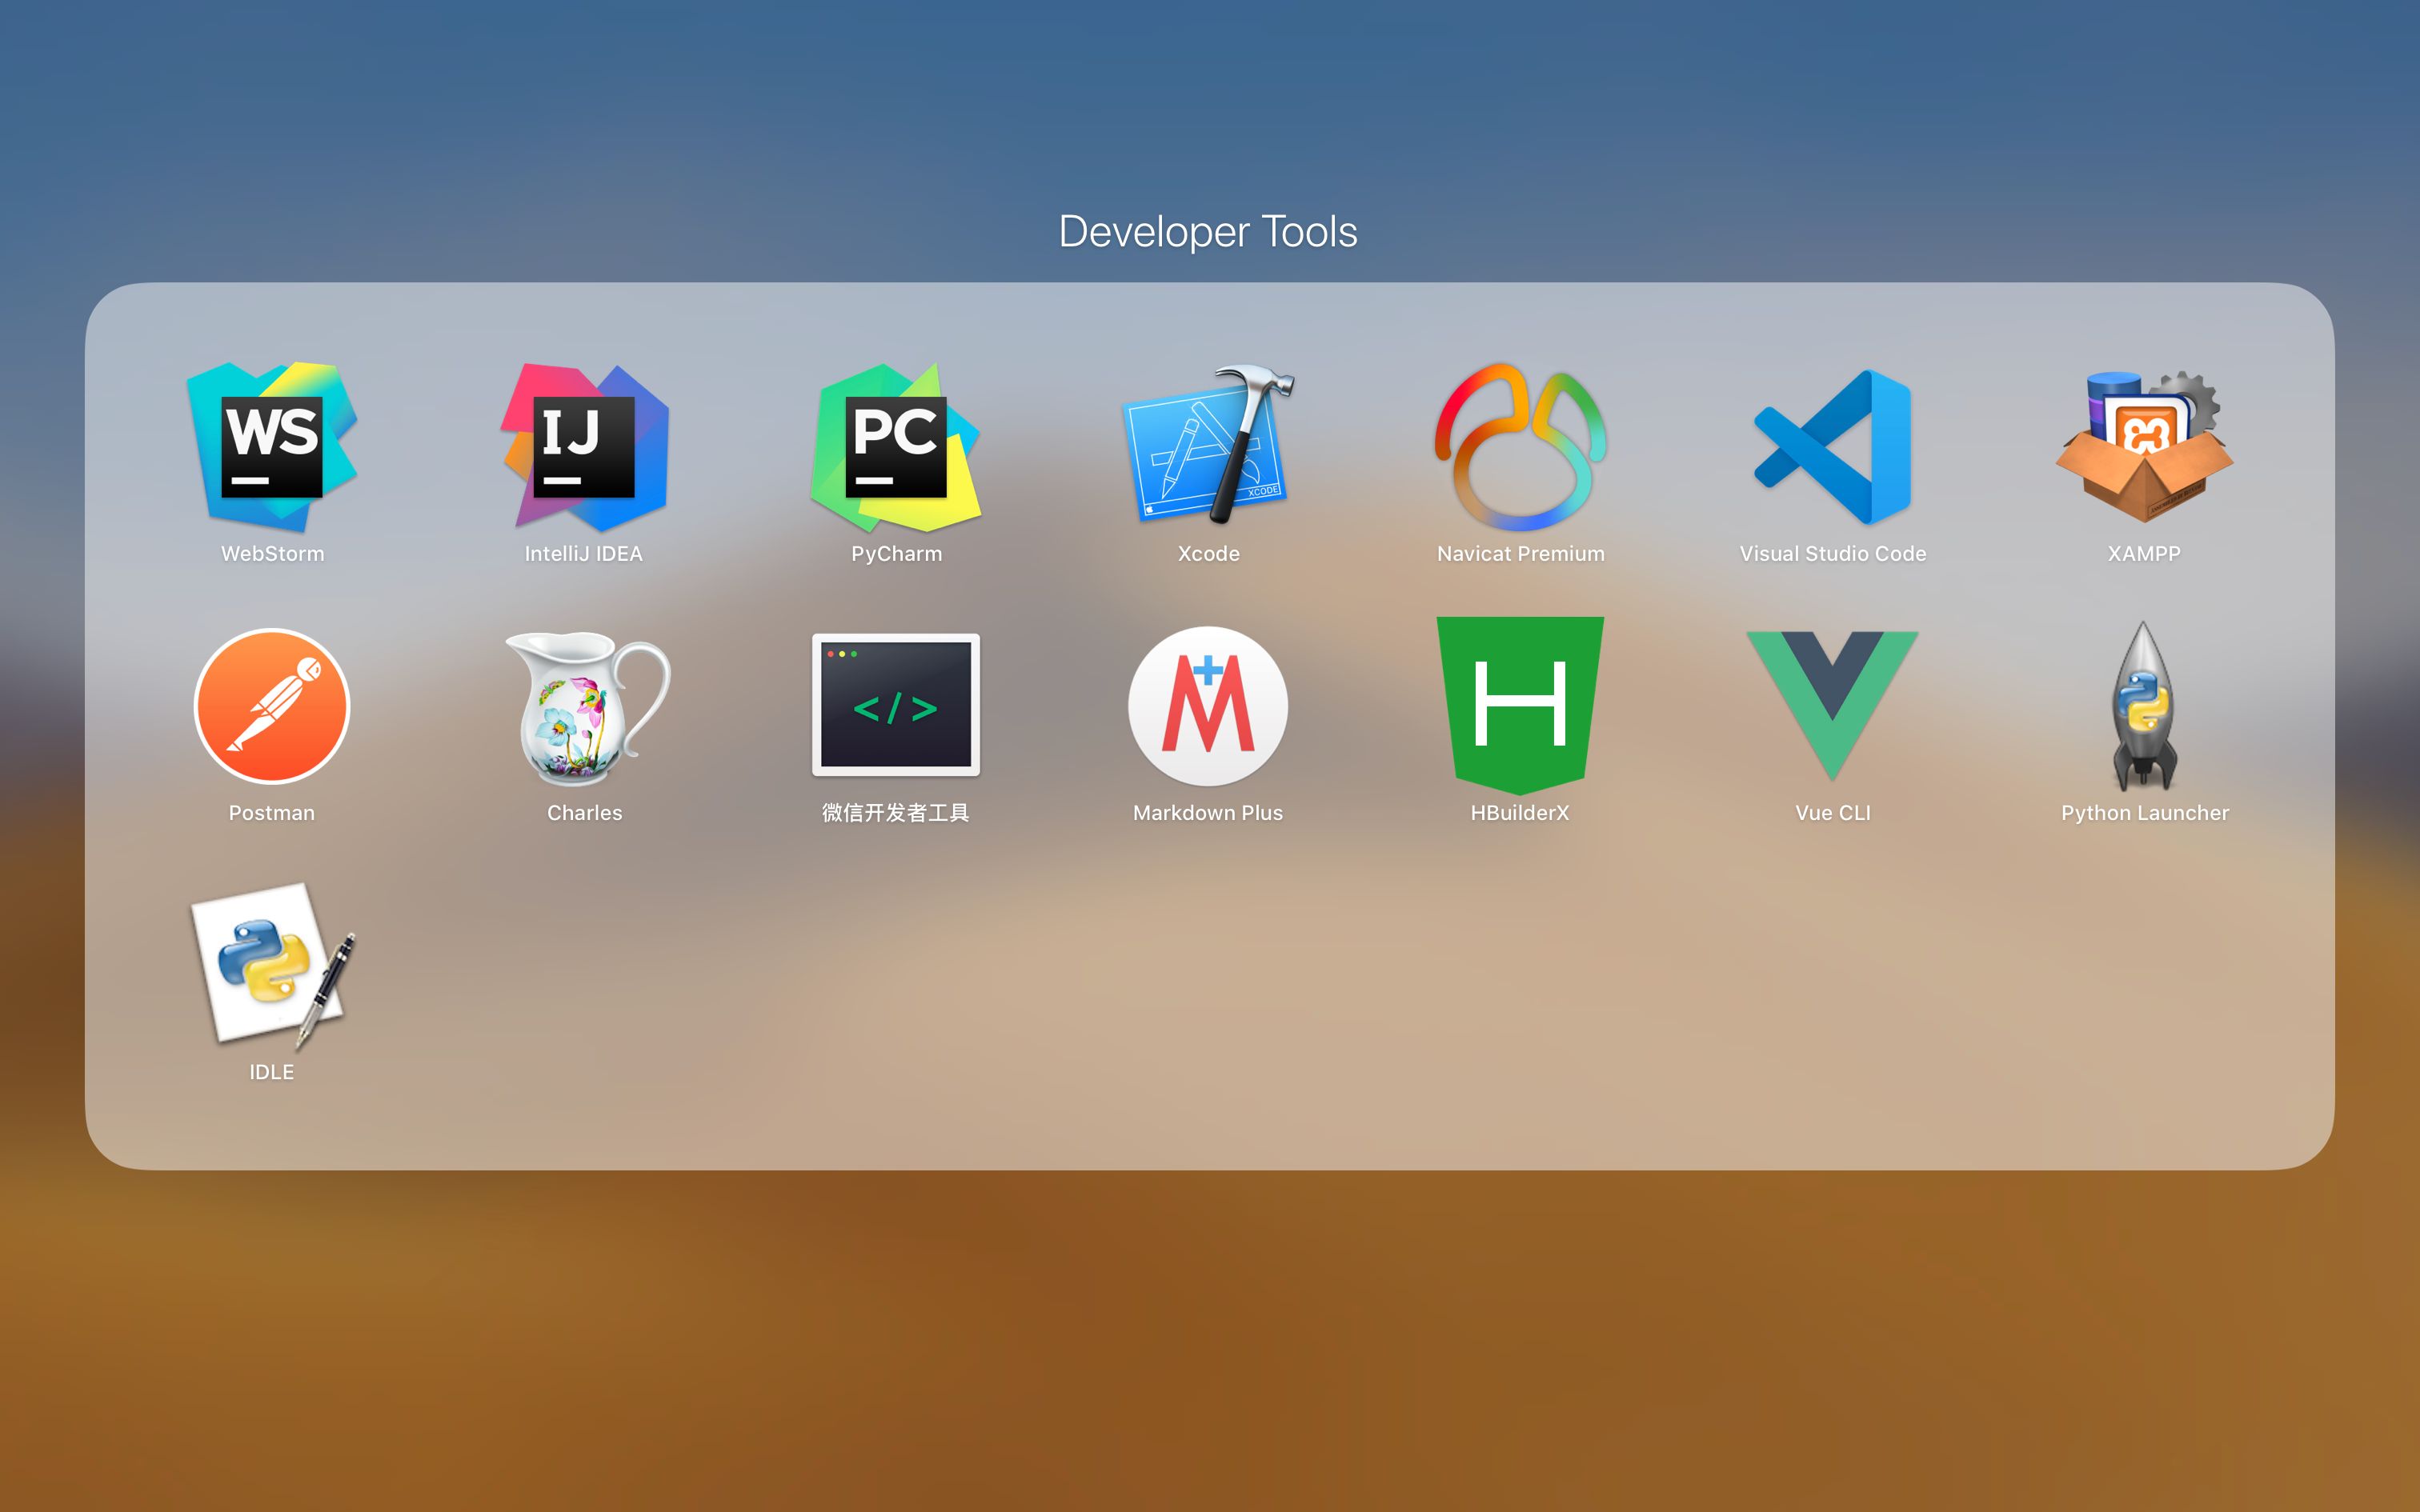 Developer Tools
WS
IJ
PC
XCODE
WebStorm
IntelliJ IDEA
PyCharm
Xcode
Navicat Premium
Visual Studio Code
XAMPP
</>
M+
H
Postman
Charles
微信开发者工具
Markdown Plus
HBuilderX
Vue CLI
Python Launcher
IDLE